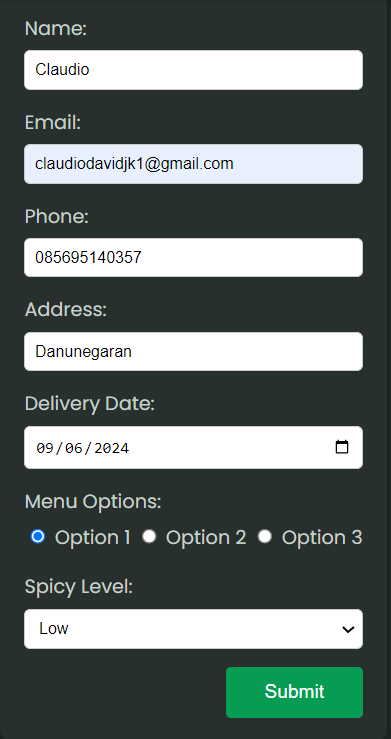 Name:
Claudio
Email:
claudiodavidjk1@gmail.com
Phone:
085695140357
Address:
Danunegaran
Delivery Date:
09/06/2024
Menu Options:
Option 1 Option 2 Option 3
Spicy Level:
Low
Submit